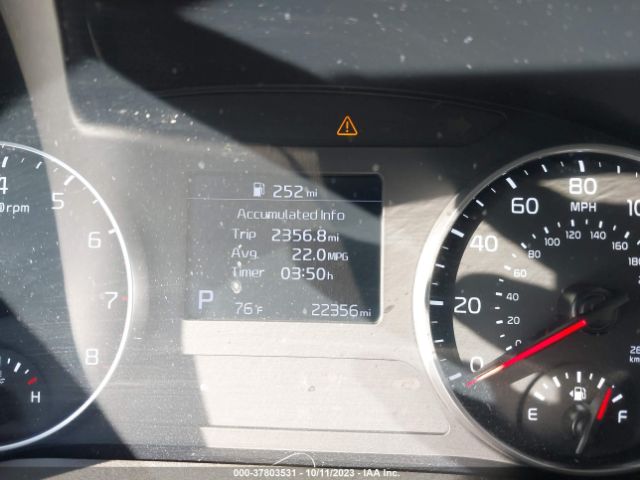 252 mi
Accumulated Info
Trip 2356.8 mi
Avg 22.0 MPG
Timer 03:50 h
P 76°F 22356 mi
4
5
6
7
8
rpm
H
0
20
40
60
80
MPH
0
40
60
80
100
120
140
160
E
F
000-37803531 - 10/11/2023 - IAA Inc.